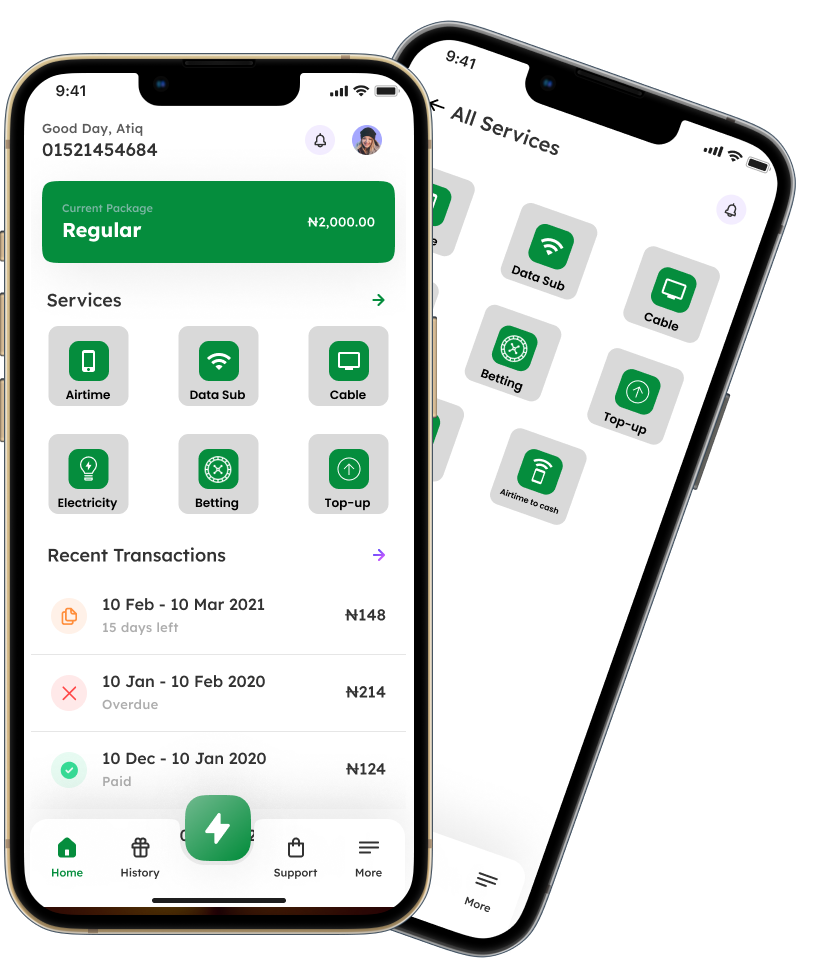 9:41
Good Day, Atiq
01521454684
Current Package
Regular
₦2,000.00
Services
Airtime
Data Sub
Cable
Electricity
Betting
Top-up
Recent Transactions
10 Feb - 10 Mar 2021
15 days left
₦148
10 Jan - 10 Feb 2020
Overdue
₦214
10 Dec - 10 Jan 2020
Paid
₦124
Home
History
Support
More
9:41
All Services
Data Sub
Cable
Betting
Top-up
Airtime to cash
More